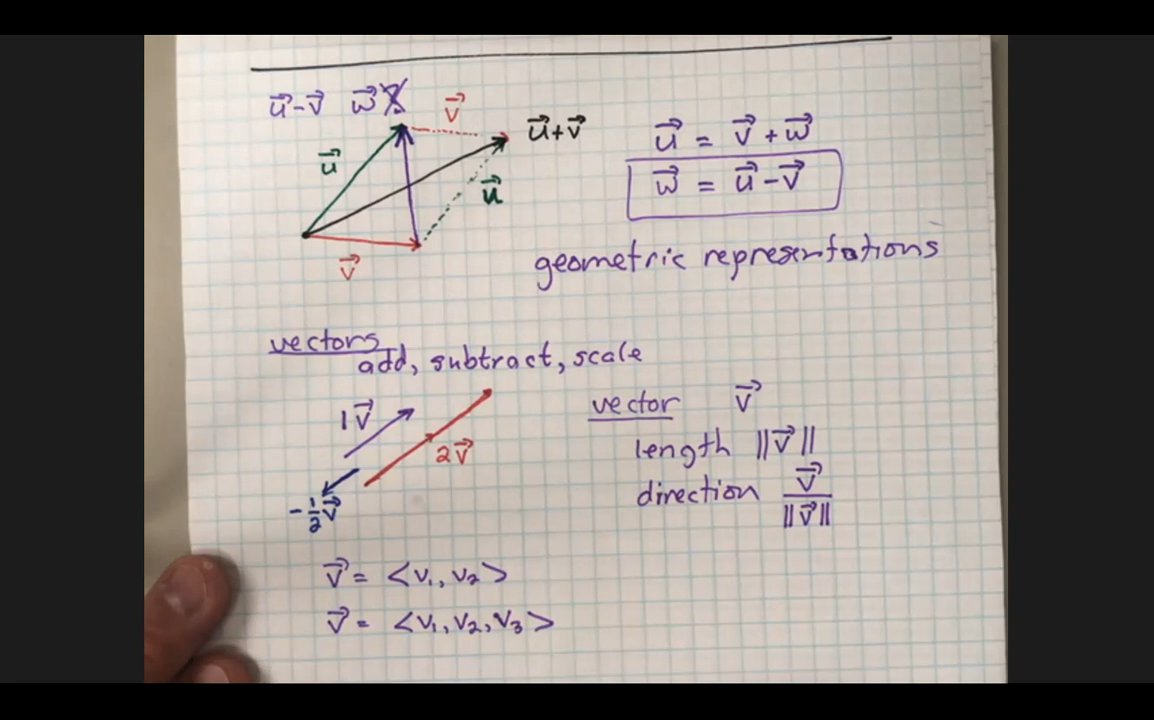 u⃗-v⃗ w⃗
v⃗
u⃗+v⃗
u⃗
u⃗
v⃗
u⃗ = v⃗+w⃗
w⃗ = u⃗-v⃗
geometric representations
vectors
add, subtract, scale
1v⃗
2v⃗
-1/2v⃗
vector v⃗
length ||v⃗||
direction v⃗/||v⃗||
v⃗= <v₁, v₂>
v⃗= <v₁, v₂, v₃>